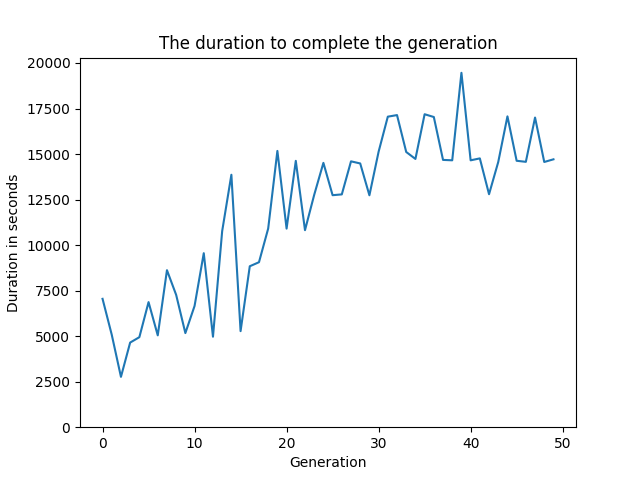 The duration to complete the generation
20000
17500
15000
12500
10000
7500
5000
2500
0
Duration in seconds
0 10 20 30 40 50
Generation